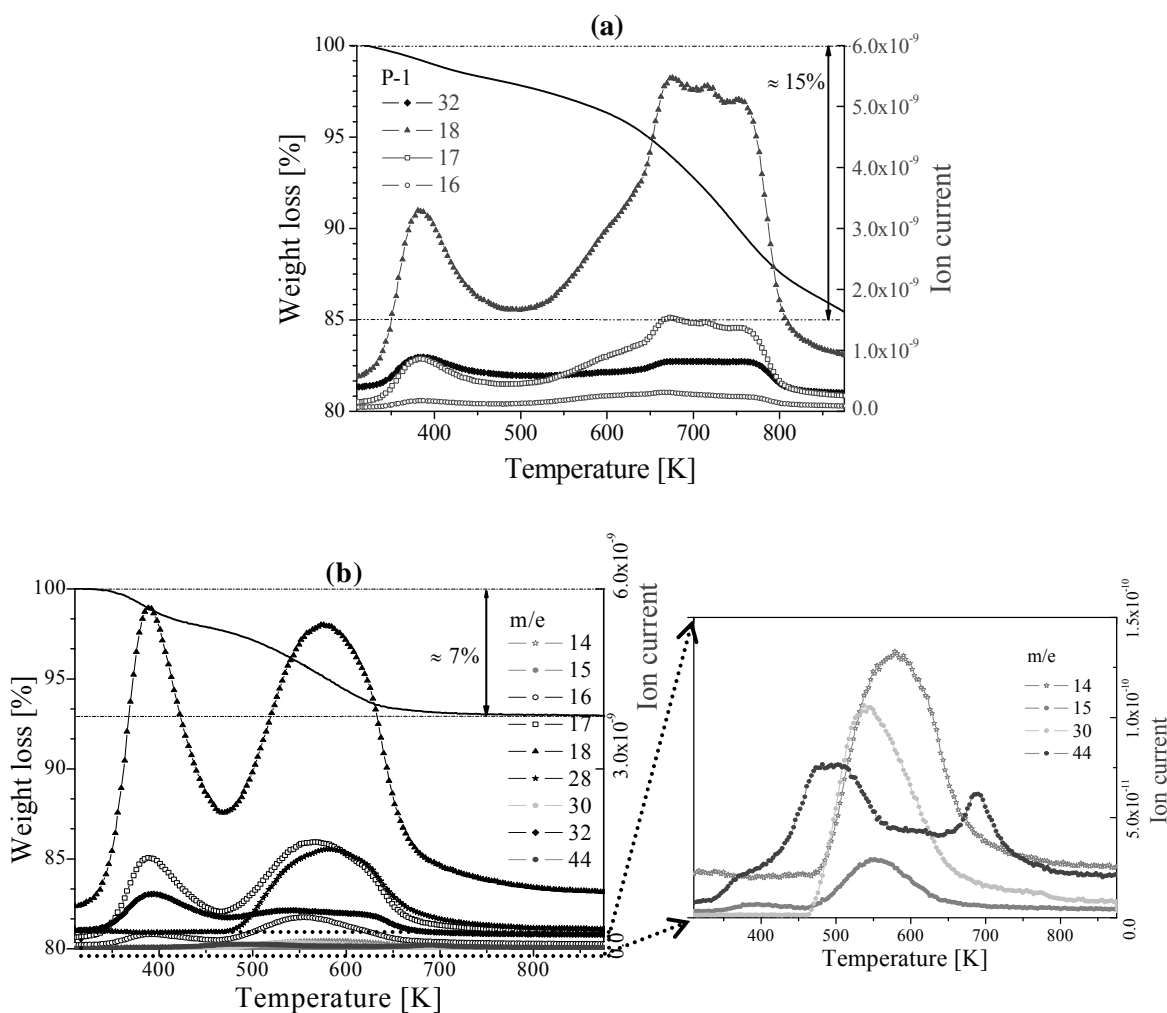 (a)
100
95
90
85
80
Weight loss [%]
P-1
32
18
17
16
≈ 15%
6.0x10⁻⁹
5.0x10⁻⁹
4.0x10⁻⁹
3.0x10⁻⁹
2.0x10⁻⁹
1.0x10⁻⁹
0.0
Ion current
400 500 600 700 800
Temperature [K]
(b)
100
95
90
85
80
Weight loss [%]
≈ 7%
m/e
14
15
16
17
18
28
30
32
44
6.0x10⁻⁹
3.0x10⁻⁹
0
Ion current
400 500 600 700 800
Temperature [K]
m/e
14
15
30
44
1.5x10⁻¹⁰
1.0x10⁻¹⁰
5.0x10⁻¹¹
0.0
Ion current
400 500 600 700 800
Temperature [K]